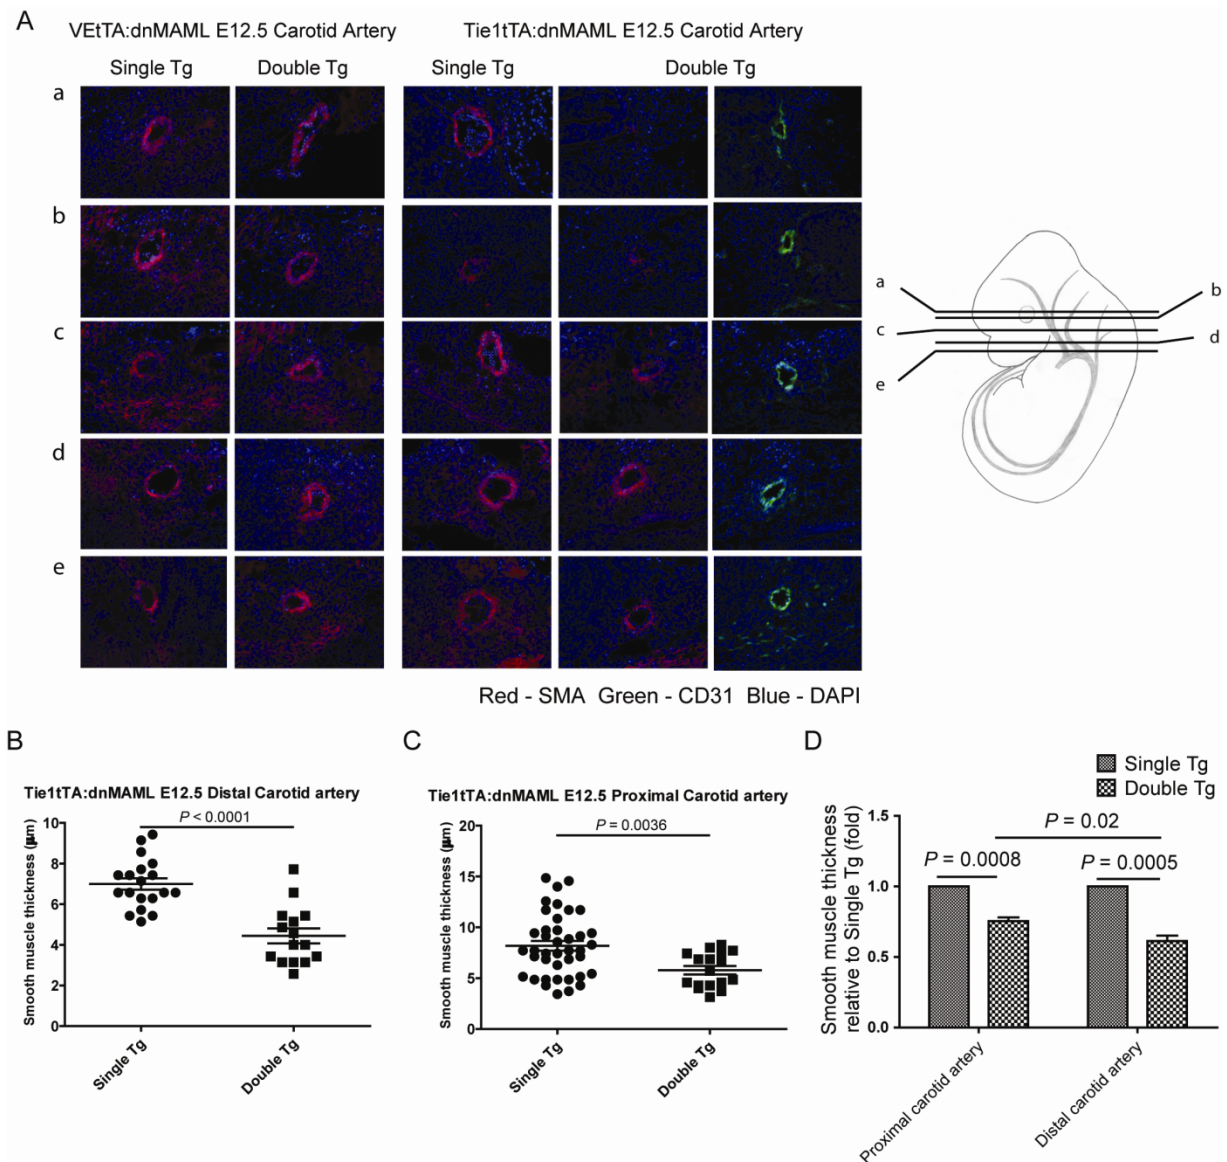 A
VEtTA:dnMAML E12.5 Carotid Artery
Tie1tTA:dnMAML E12.5 Carotid Artery
Single Tg
Double Tg
Single Tg
Double Tg
a
b
c
d
e
a
b
c
d
e
Red - SMA Green - CD31 Blue - DAPI
B
Tie1tTA:dnMAML E12.5 Distal Carotid artery
P < 0.0001
Smooth muscle thickness (µm)
10
8
6
4
2
0
Single Tg
Double Tg
C
Tie1tTA:dnMAML E12.5 Proximal Carotid artery
P = 0.0036
Smooth muscle thickness (µm)
20
15
10
5
0
Single Tg
Double Tg
D
Single Tg
Double Tg
Smooth muscle thickness
relative to Single Tg (fold)
1.5
1.0
0.5
0.0
P = 0.02
P = 0.0008
P = 0.0005
Proximal carotid artery
Distal carotid artery